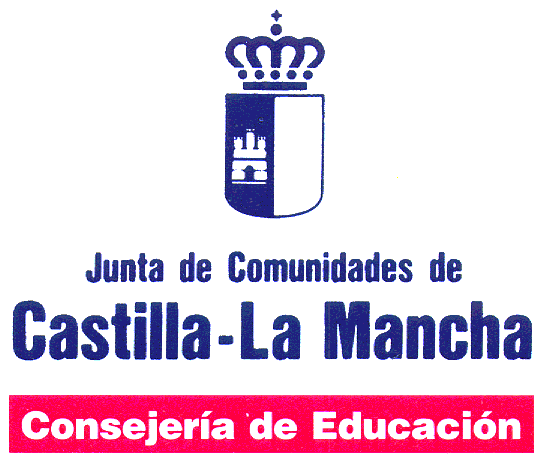 Junta de Comunidades de
Castilla-La Mancha
Consejería de Educación